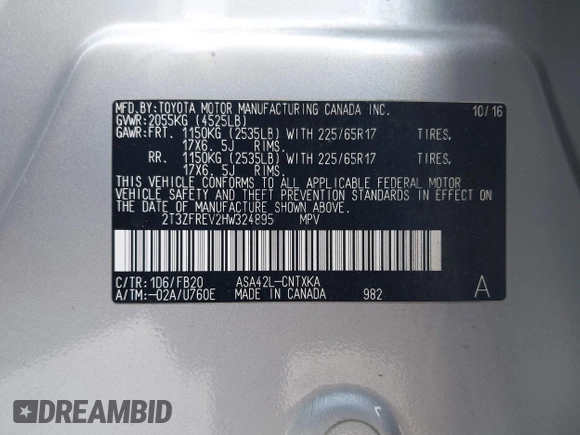 MFD.BY:TOYOTA MOTOR MANUFACTURING CANADA INC. 10/16
GVWR:2055KG (4525LB)
GAWR:FRT. 1150KG (2535LB) WITH 225/65R17 TIRES,
17X6. 5J RIMS.
RR. 1150KG (2535LB) WITH 225/65R17 TIRES,
17X6. 5J RIMS.
THIS VEHICLE CONFORMS TO ALL APPLICABLE FEDERAL MOTOR
VEHICLE SAFETY AND THEFT PREVENTION STANDARDS IN EFFECT ON
THE DATE OF MANUFACTURE SHOWN ABOVE.
2T3ZFREV2HW324895 MPV
C/TR:1D6/FB20 ASA42L-CNTXKA
A/TM:-02A/U760E MADE IN CANADA 982 A
DREAMBID